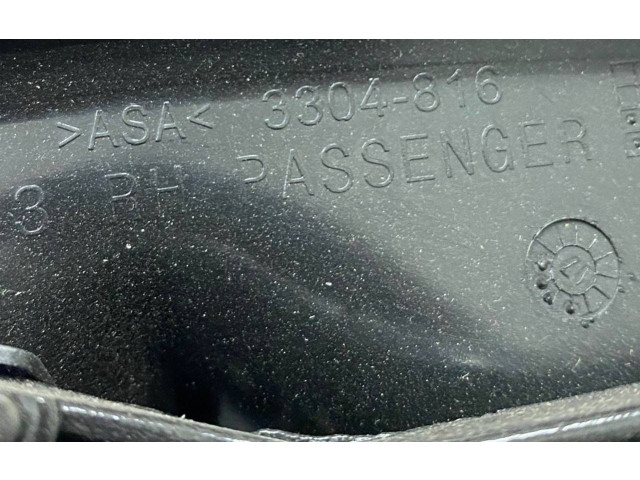 >ASA< 3304-816
3 RH PASSENGER